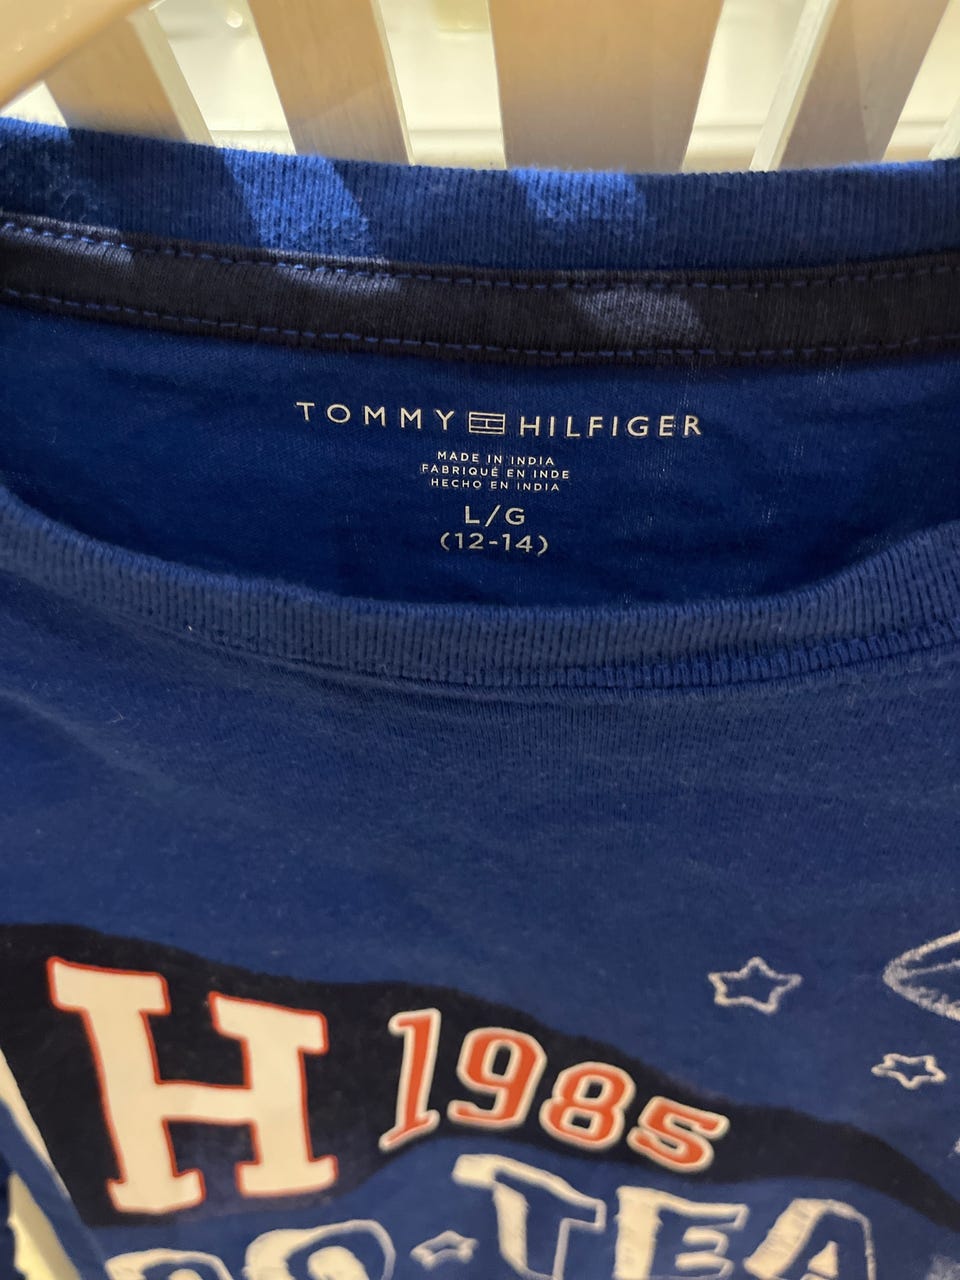 TOMMY HILFIGER
MADE IN INDIA
FABRIQUÉ EN INDE
HECHO EN INDIA
L/G
(12-14)
H 1985